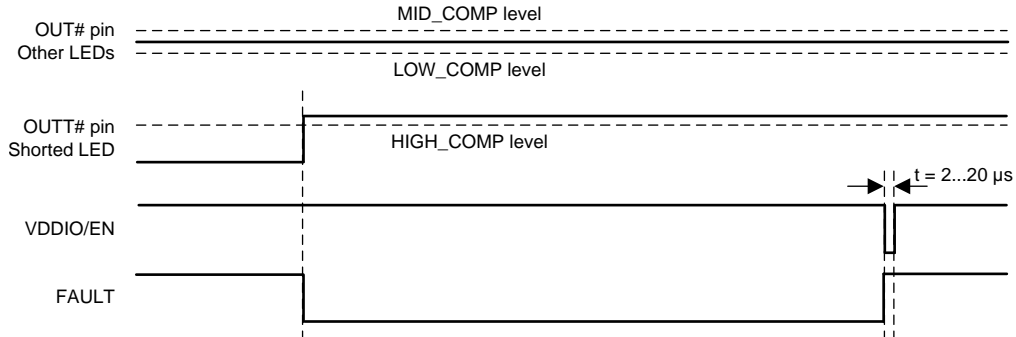 MID_COMP level
OUT# pin
Other LEDs
LOW_COMP level
OUTT# pin
Shorted LED
HIGH_COMP level
t = 2...20 µs
VDDIO/EN
FAULT